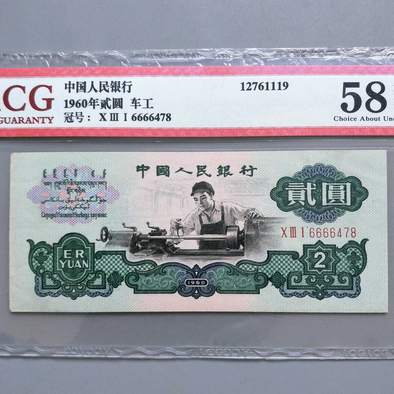 中国人民银行
12761119
1960年贰圆 车工
冠号: X Ⅲ I 6666478
CG
GUARANTY
58
Choice About Unc
中國人民銀行
貳圓
X Ⅲ I 6666478
ER
YUAN
1960
2